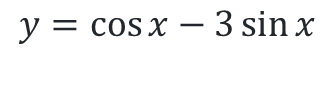 y = cos x − 3 sin x